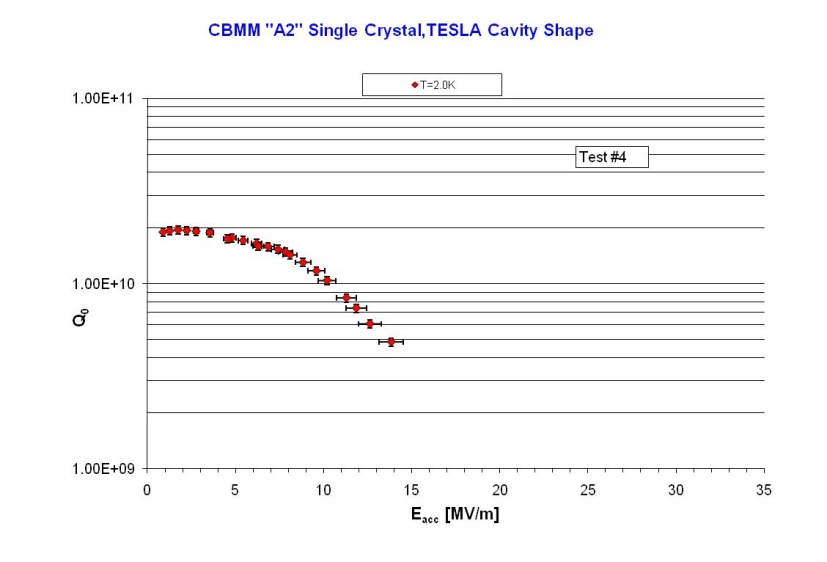 CBMM "A2" Single Crystal,TESLA Cavity Shape
T=2.0K
1.00E+11
Test #4
1.00E+10
Q0
1.00E+09
0 5 10 15 20 25 30 35
Eacc [MV/m]